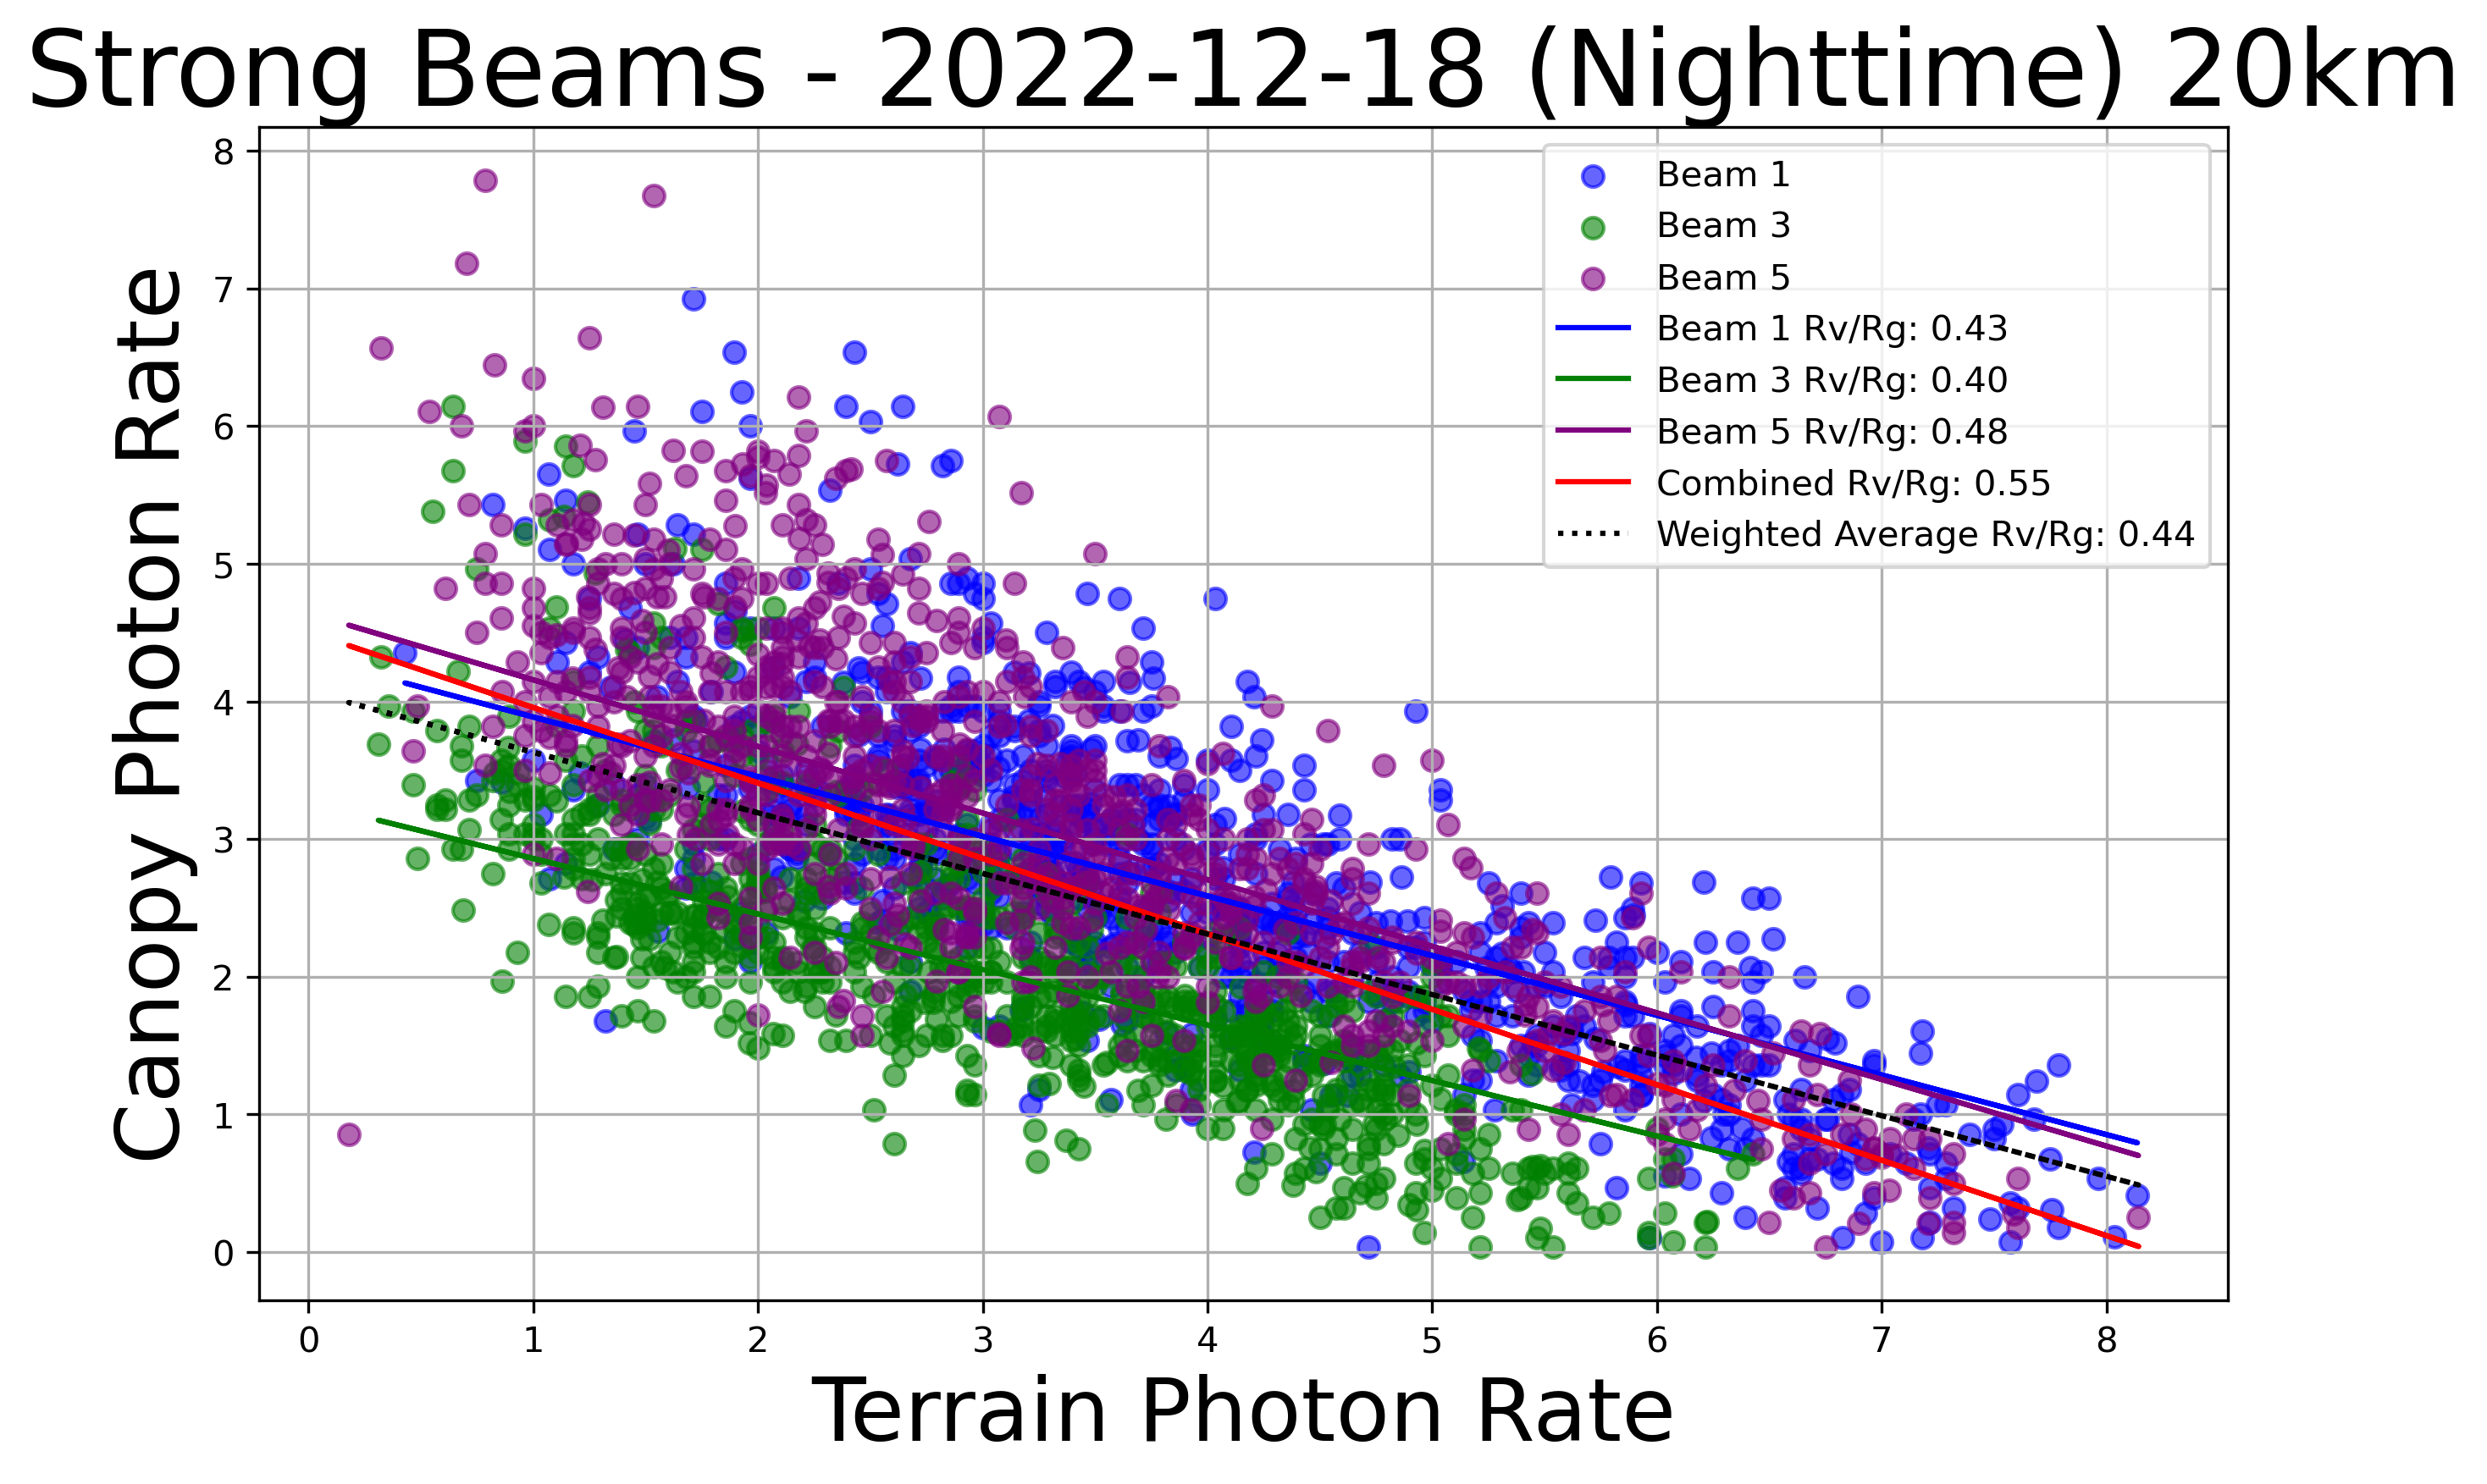 Strong Beams - 2022-12-18 (Nighttime) 20km
Canopy Photon Rate
8
7
6
5
4
3
2
1
0
Beam 1
Beam 3
Beam 5
Beam 1 Rv/Rg: 0.43
Beam 3 Rv/Rg: 0.40
Beam 5 Rv/Rg: 0.48
Combined Rv/Rg: 0.55
Weighted Average Rv/Rg: 0.44
0 1 2 3 4 5 6 7 8
Terrain Photon Rate